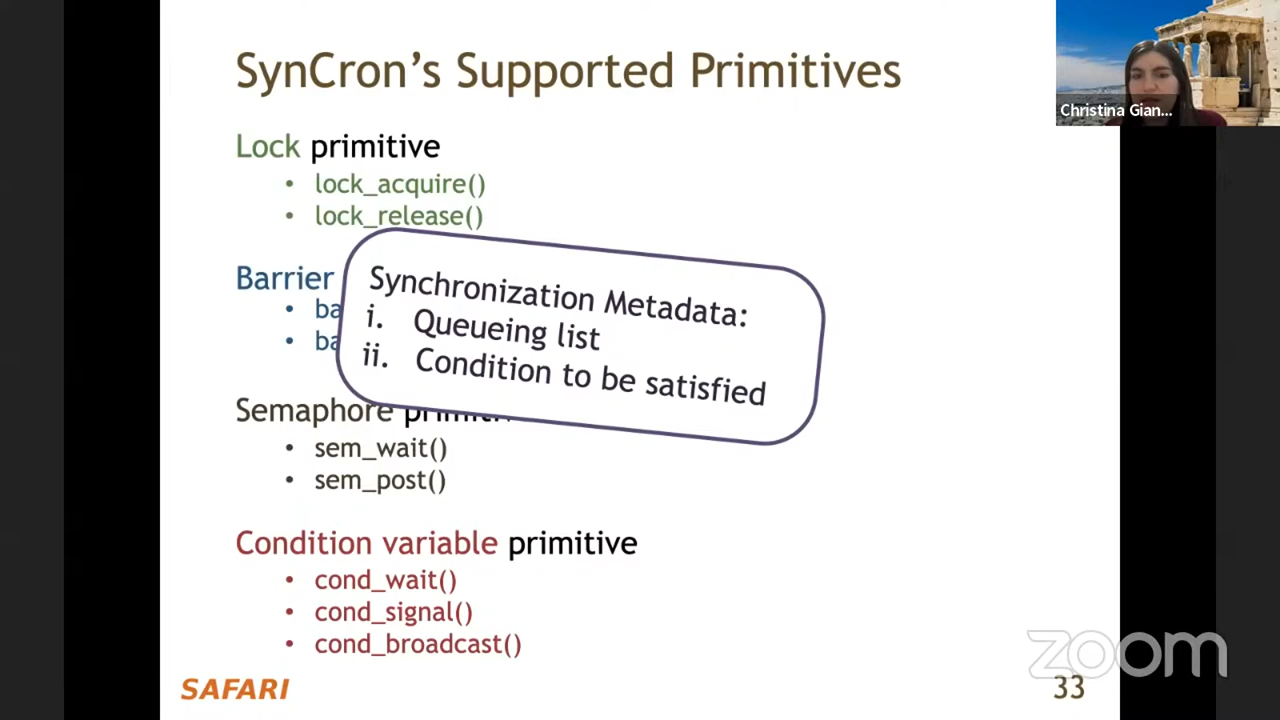 SynCron's Supported Primitives
Christina Gian...
Lock primitive
• lock_acquire()
• lock_release()
Barrier
• ba
• ba
Synchronization Metadata:
i. Queueing list
ii. Condition to be satisfied
Semaphore
• sem_wait()
• sem_post()
Condition variable primitive
• cond_wait()
• cond_signal()
• cond_broadcast()
zoom
SAFARI
33